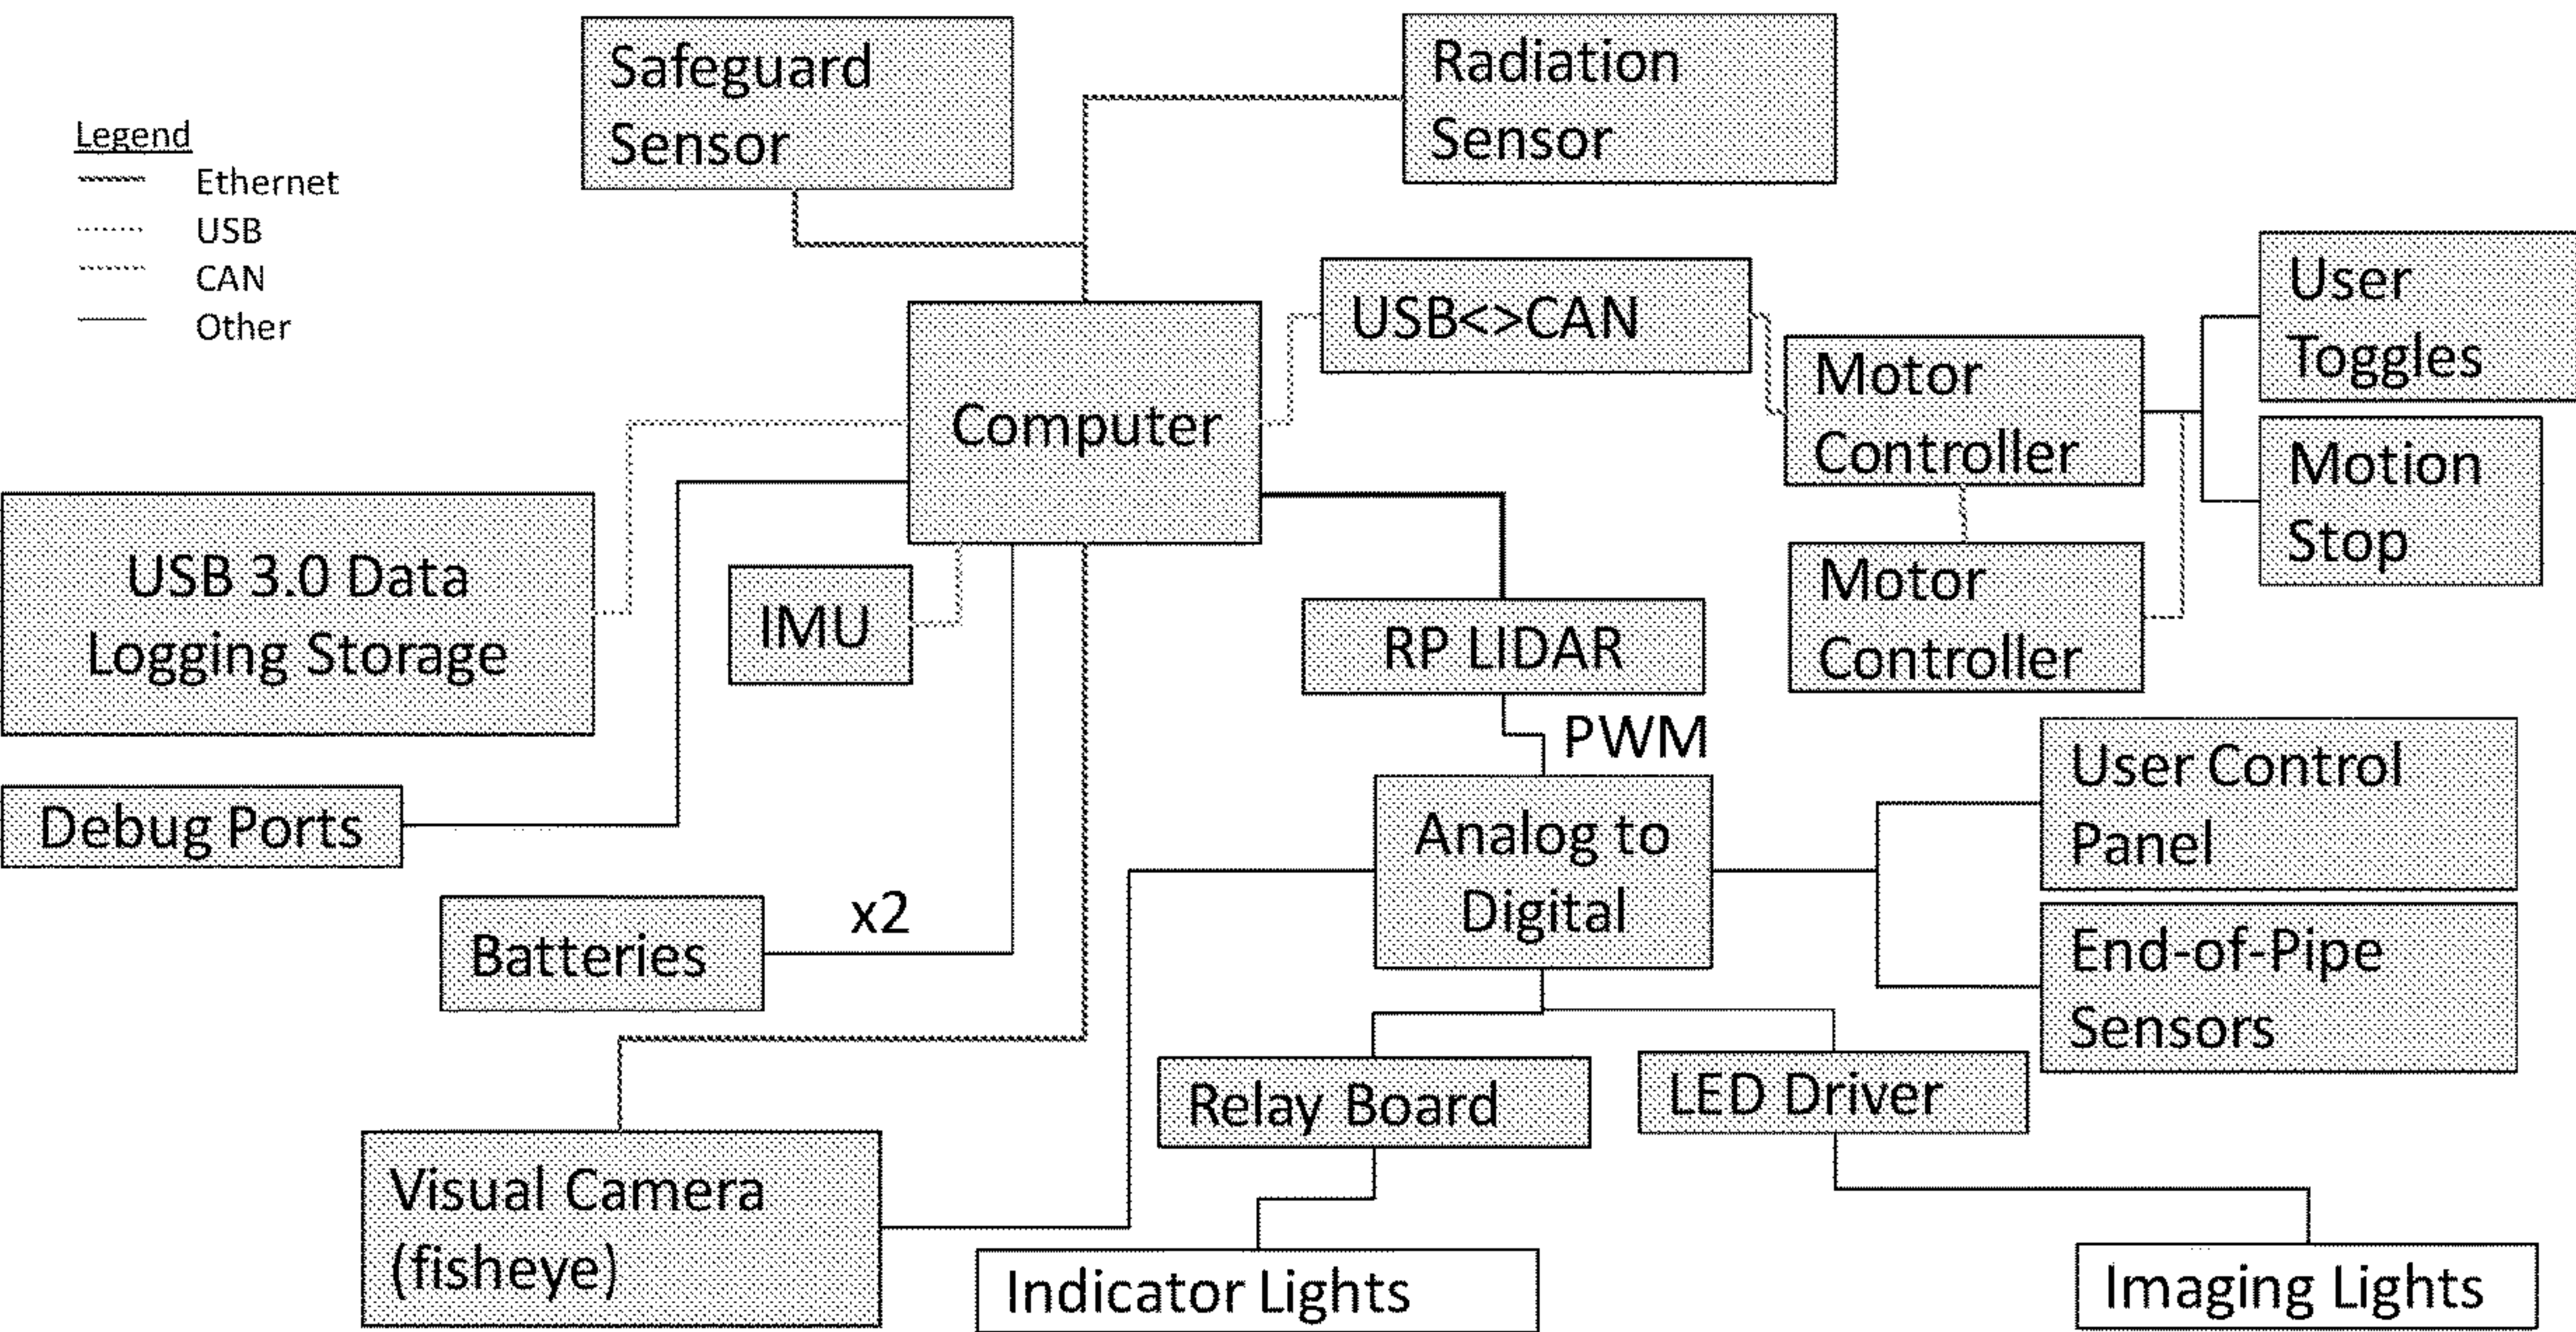 Safeguard
Sensor
Radiation
Sensor
Legend
Ethernet
USB
CAN
Other
USB<>CAN
User
Toggles
Computer
Motor
Controller
Motion
Stop
USB 3.0 Data
Logging Storage
IMU
RP LIDAR
Motor
Controller
PWM
Debug Ports
Analog to
Digital
User Control
Panel
Batteries
x2
End-of-Pipe
Sensors
Relay Board
LED Driver
Visual Camera
(fisheye)
Indicator Lights
Imaging Lights